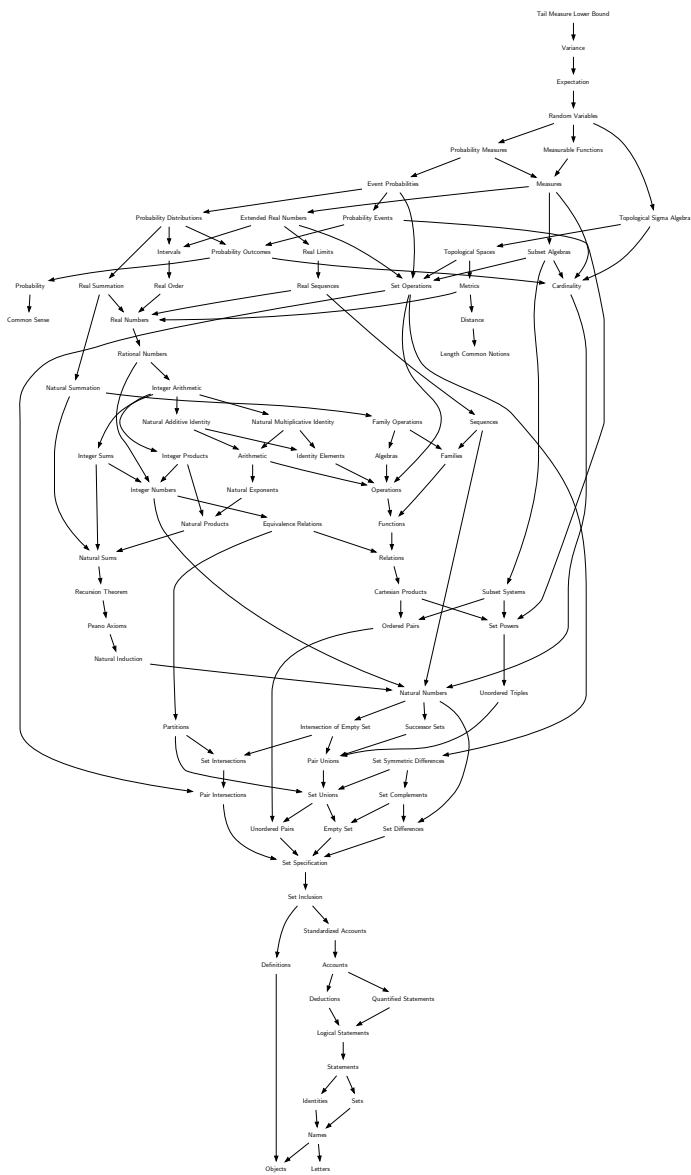 Tail Measure Lower Bound
Variance
Expectation
Random Variables
Probability Measures
Measurable Functions
Event Probabilities
Measures
Probability Distributions
Extended Real Numbers
Probability Events
Topological Sigma Algebra
Intervals
Probability Outcomes
Real Limits
Topological Spaces
Subset Algebras
Probability
Real Summation
Real Order
Real Sequences
Set Operations
Metrics
Cardinality
Common Sense
Real Numbers
Distance
Rational Numbers
Length Common Notions
Natural Summation
Integer Arithmetic
Natural Additive Identity
Natural Multiplicative Identity
Family Operations
Sequences
Integer Sums
Integer Products
Arithmetic
Identity Elements
Algebras
Families
Integer Numbers
Natural Exponents
Operations
Natural Products
Equivalence Relations
Functions
Natural Sums
Relations
Recursion Theorem
Cartesian Products
Subset Systems
Peano Axioms
Ordered Pairs
Set Powers
Natural Induction
Natural Numbers
Unordered Triples
Partitions
Intersection of Empty Set
Successor Sets
Set Intersections
Pair Unions
Set Symmetric Differences
Pair Intersections
Set Unions
Set Complements
Unordered Pairs
Empty Set
Set Differences
Set Specification
Set Inclusion
Standardized Accounts
Definitions
Accounts
Deductions
Quantified Statements
Logical Statements
Statements
Identities
Sets
Names
Objects
Letters